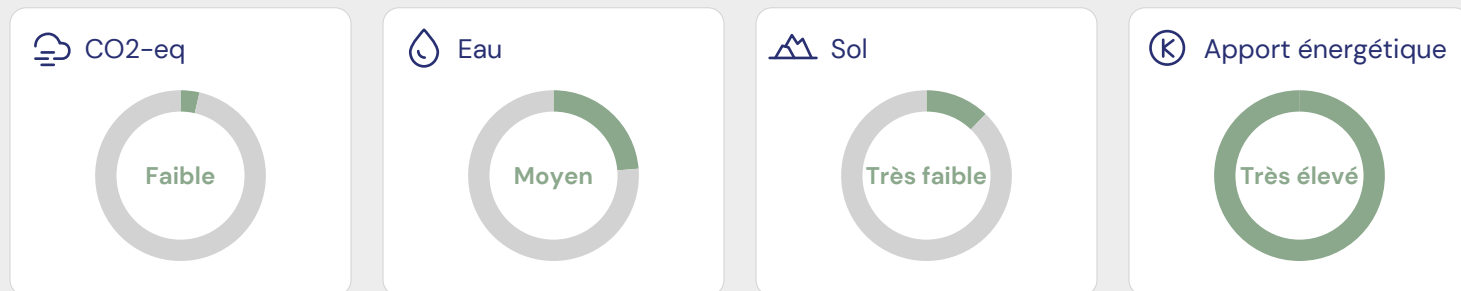 CO2-eq
Faible
Eau
Moyen
Sol
Très faible
Apport énergétique
Très élevé